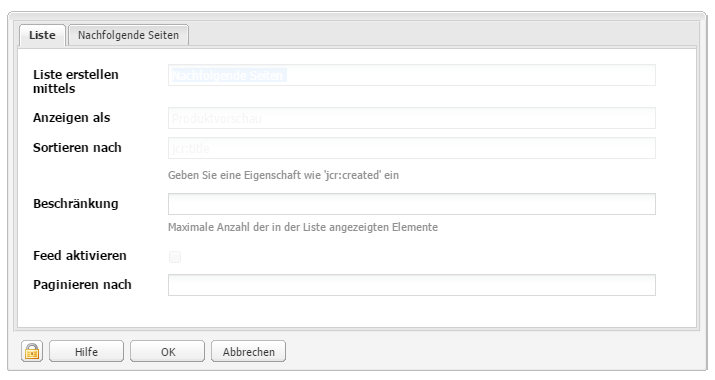 Liste
Nachfolgende Seiten
Liste erstellen
mittels
Nachfolgende Seiten
Anzeigen als
Produktvorschau
Sortieren nach
jcr:title
Geben Sie eine Eigenschaft wie 'jcr:created' ein
Beschränkung
Maximale Anzahl der in der Liste angezeigten Elemente
Feed aktivieren
Paginieren nach
Hilfe
OK
Abbrechen